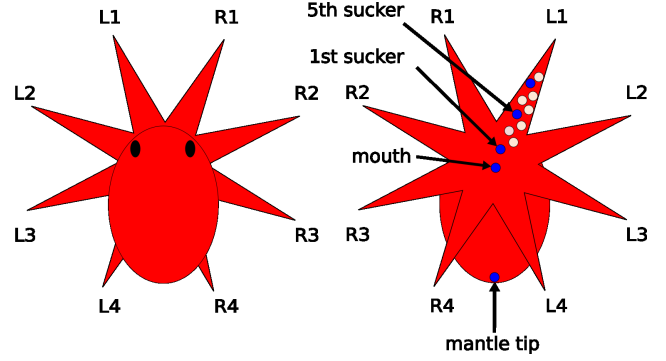 L1
R1
L2
R2
L3
R3
L4
R4
5th sucker
R1
L1
1st sucker
R2
L2
mouth
R3
L3
R4
L4
mantle tip